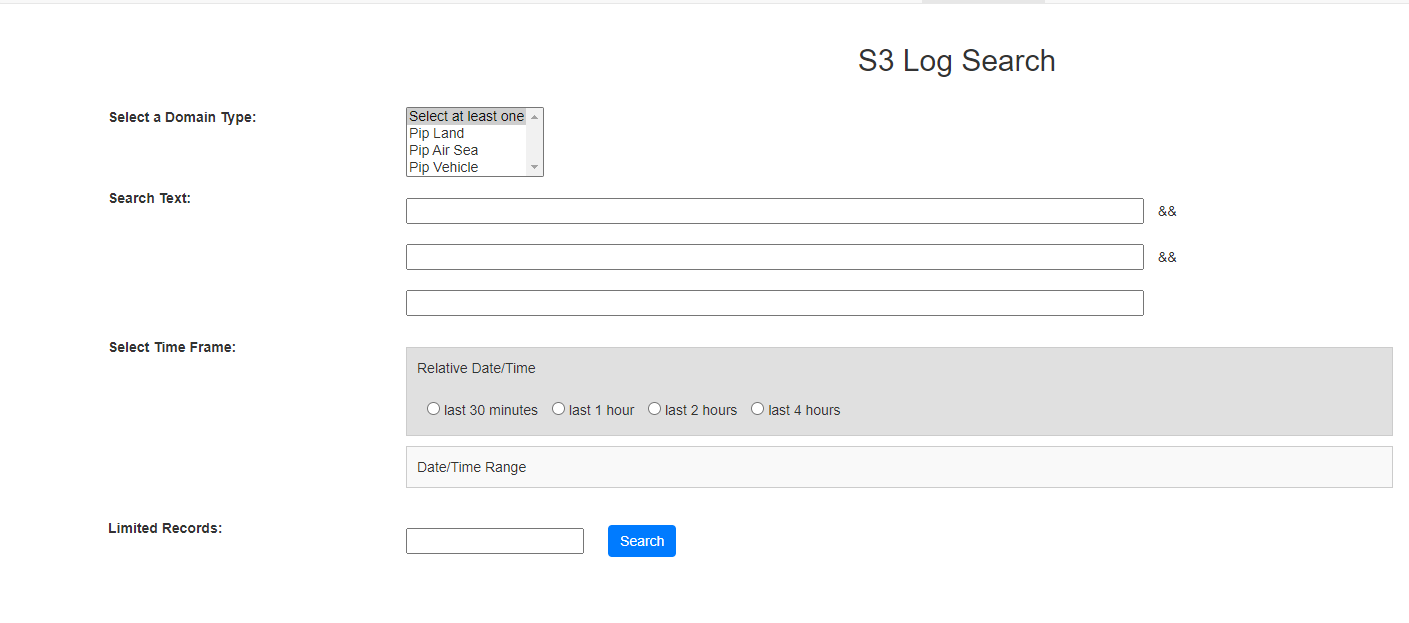 S3 Log Search
Select a Domain Type:
Select at least one
Pip Land
Pip Air Sea
Pip Vehicle
Search Text:
&&
&&
Select Time Frame:
Relative Date/Time
last 30 minutes last 1 hour last 2 hours last 4 hours
Date/Time Range
Limited Records:
Search